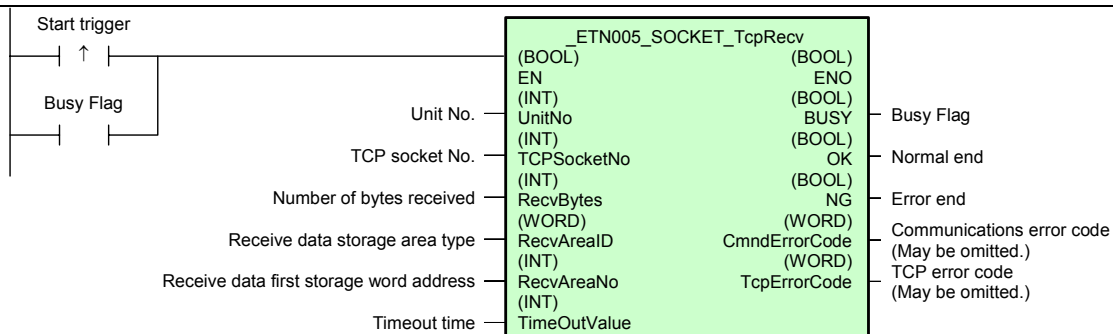 Start trigger
↑
Busy Flag
_ETN005_SOCKET_TcpRecv
(BOOL) (BOOL)
EN ENO
(INT) (BOOL)
Unit No. UnitNo BUSY Busy Flag
(INT) (BOOL)
TCP socket No. TCPSocketNo OK Normal end
(INT) (BOOL)
Number of bytes received RecvBytes NG Error end
(WORD) (WORD)
Receive data storage area type RecvAreaID CmndErrorCode Communications error code
(May be omitted.)
(INT) (WORD)
Receive data first storage word address RecvAreaNo TcpErrorCode TCP error code
(May be omitted.)
(INT)
Timeout time TimeOutValue